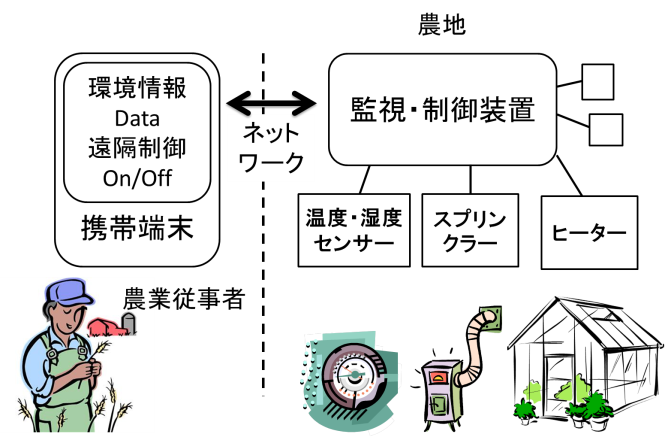 農地
環境情報
Data
遠隔制御
On/Off
携帯端末
ネット
ワーク
監視・制御装置
温度・湿度
センサー
スプリン
クラー
ヒーター
農業従事者